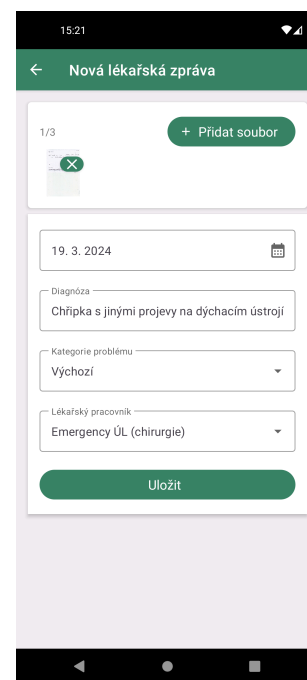 15:21
Nová lékařská zpráva
1/3
+ Přidat soubor
19. 3. 2024
Diagnóza
Chřipka s jinými projevy na dýchacím ústrojí
Kategorie problému
Výchozí
Lékařský pracovník
Emergency ÚL (chirurgie)
Uložit